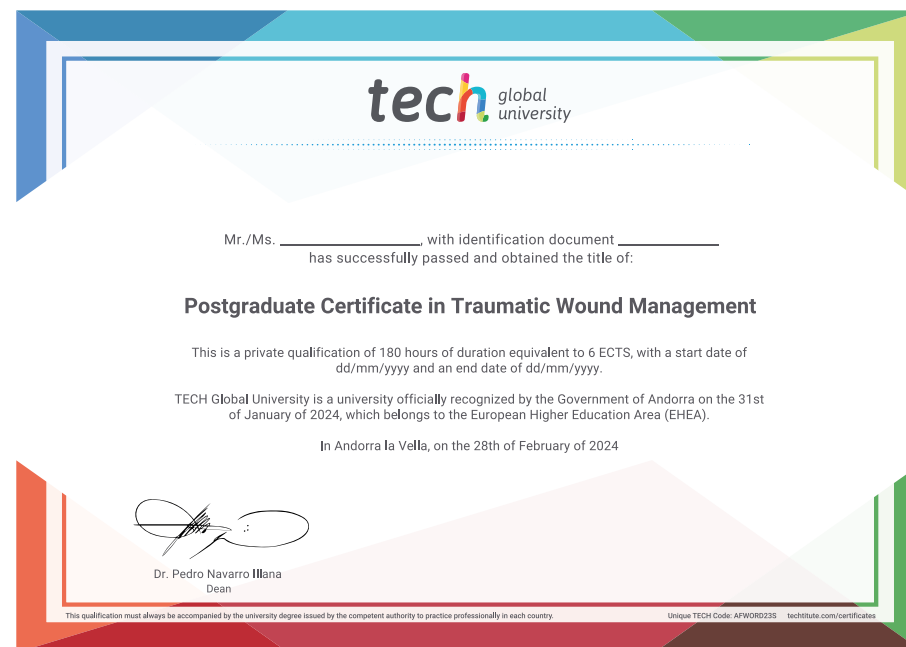 tech global university
Mr./Ms. ____________, with identification document ____________
has successfully passed and obtained the title of:
Postgraduate Certificate in Traumatic Wound Management
This is a private qualification of 180 hours of duration equivalent to 6 ECTS, with a start date of
dd/mm/yyyy and an end date of dd/mm/yyyy.
TECH Global University is a university officially recognized by the Government of Andorra on the 31st
of January of 2024, which belongs to the European Higher Education Area (EHEA).
In Andorra la Vella, on the 28th of February of 2024
Dr. Pedro Navarro Illana
Dean
This qualification must always be accompanied by the university degree issued by the competent authority to practice professionally in each country.
Unique TECH Code: AFWORD23S techtitute.com/certificates